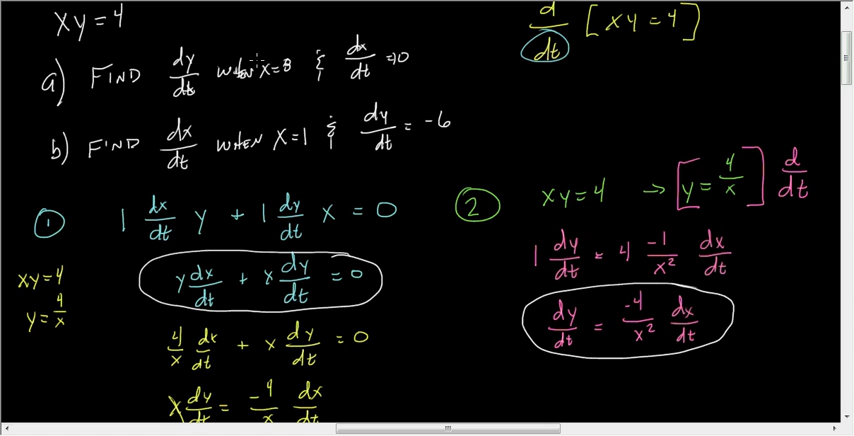 xy = 4
d/dt [ xy = 4 ]
a) FIND dy/dt WHEN x = 8 & dx/dt = 10
b) FIND dx/dt WHEN x = 1 & dy/dt = -6
① 1 dx/dt y + 1 dy/dt x = 0
y dx/dt + x dy/dt = 0
xy = 4
y = 4/x
4/x dx/dt + x dy/dt = 0
x dy/dt = -4/x dx/dt
② xy = 4 → [ y = 4/x ] d/dt
1 dy/dt = 4 -1/x² dx/dt
dy/dt = -4/x² dx/dt